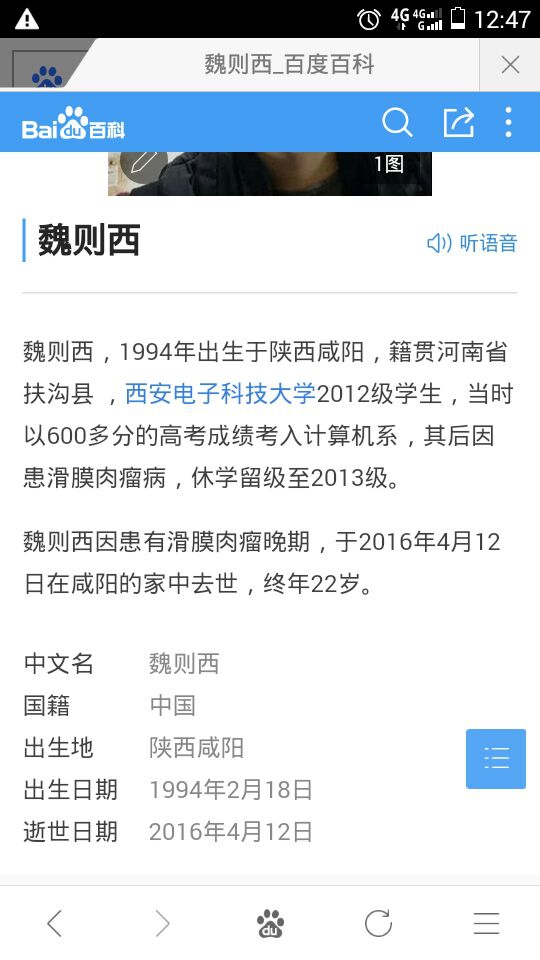 4G 4G G 12:47
魏则西_百度百科
Bai du 百科
1图
魏则西
听语音
魏则西，1994年出生于陕西咸阳，籍贯河南省
扶沟县 ，西安电子科技大学2012级学生，当时
以600多分的高考成绩考入计算机系，其后因
患滑膜肉瘤病，休学留级至2013级。
魏则西因患有滑膜肉瘤晚期，于2016年4月12
日在咸阳的家中去世，终年22岁。
中文名 魏则西
国籍 中国
出生地 陕西咸阳
出生日期 1994年2月18日
逝世日期 2016年4月12日
du